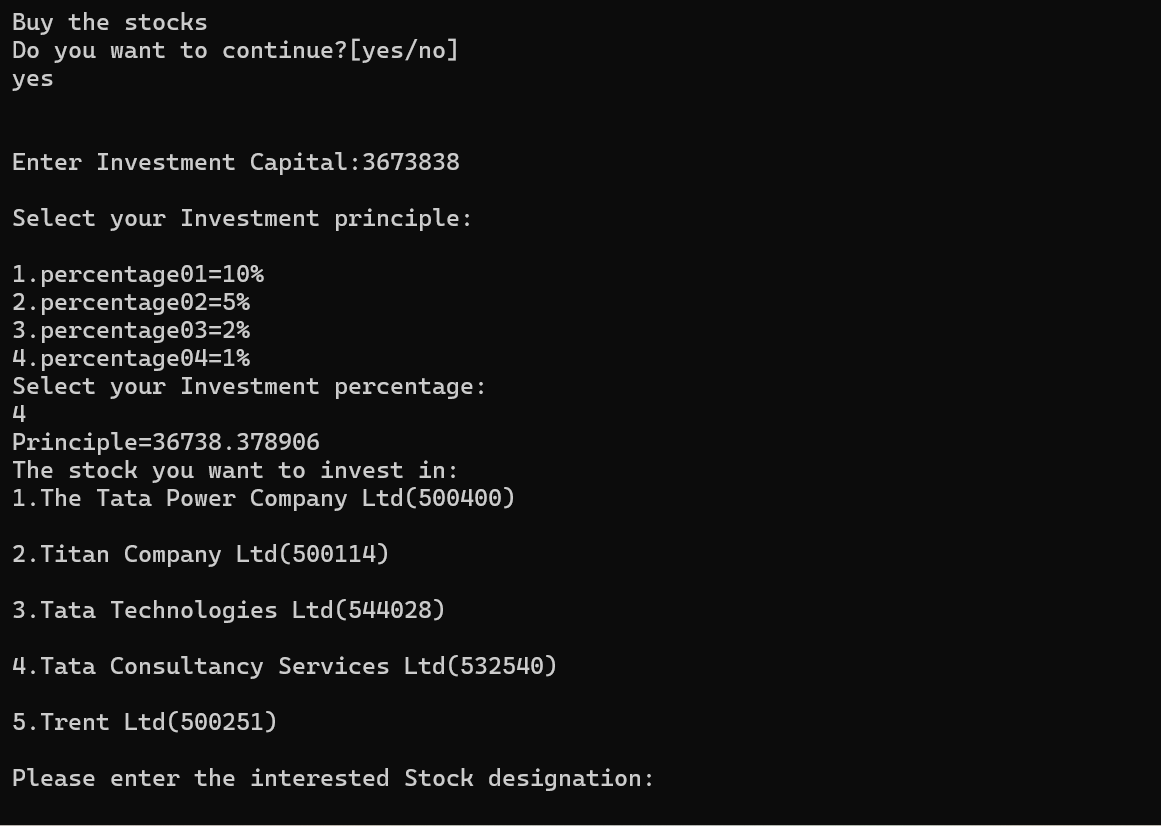 Buy the stocks
Do you want to continue?[yes/no]
yes
Enter Investment Capital:3673838
Select your Investment principle:
1.percentage01=10%
2.percentage02=5%
3.percentage03=2%
4.percentage04=1%
Select your Investment percentage:
4
Principle=36738.378906
The stock you want to invest in:
1.The Tata Power Company Ltd(500400)
2.Titan Company Ltd(500114)
3.Tata Technologies Ltd(544028)
4.Tata Consultancy Services Ltd(532540)
5.Trent Ltd(500251)
Please enter the interested Stock designation: